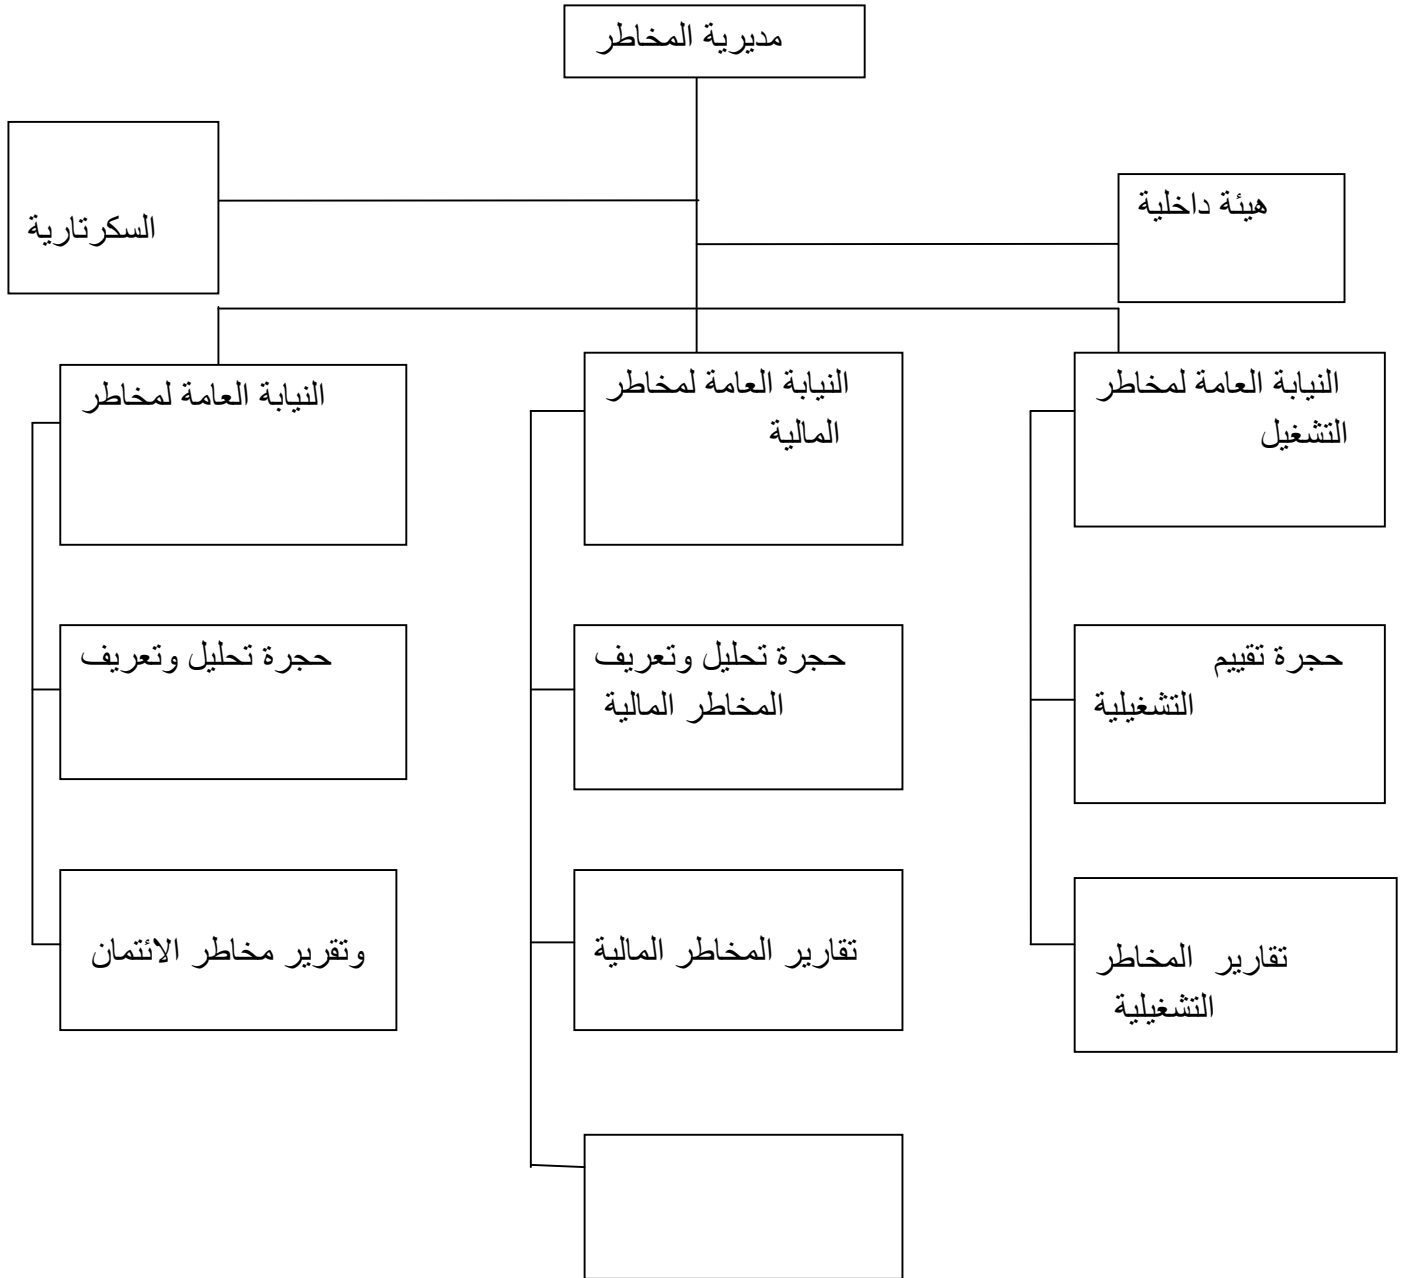 مديرية المخاطر
هيئة داخلية
السكرتارية
النيابة العامة لمخاطر
التشغيل
النيابة العامة لمخاطر
المالية
النيابة العامة لمخاطر
حجرة تقييم
التشغيلية
حجرة تحليل وتعريف
المخاطر المالية
حجرة تحليل وتعريف
تقارير المخاطر
التشغيلية
تقارير المخاطر المالية
وتقرير مخاطر الائتمان